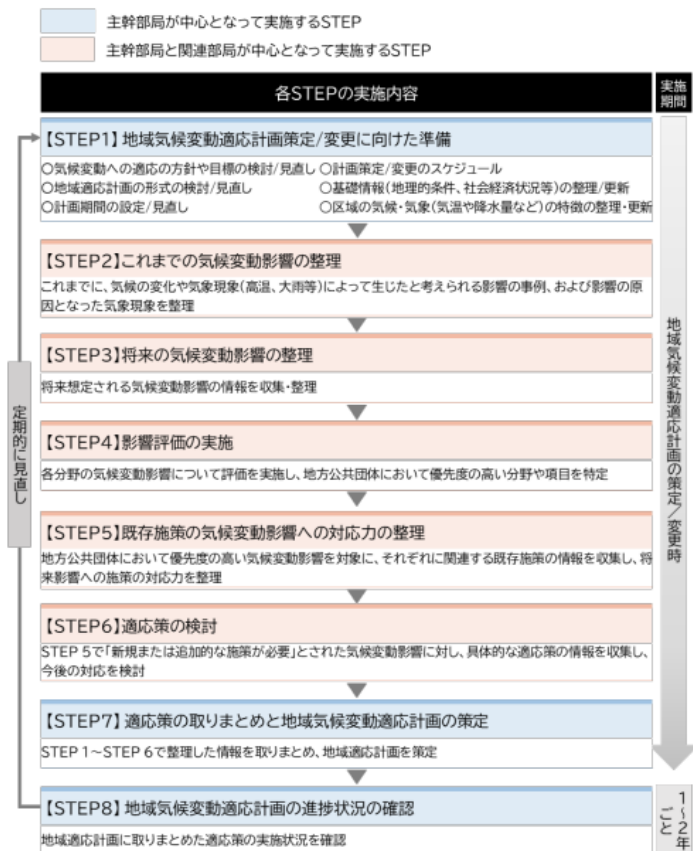 主幹部局が中心となって実施するSTEP
主幹部局と関連部局が中心となって実施するSTEP
各STEPの実施内容
実施
期間
【STEP1】地域気候変動適応計画策定/変更に向けた準備
○気候変動への適応の方針や目標の検討/見直し ○計画策定/変更のスケジュール
○地域適応計画の形式の検討/見直し ○基礎情報(地理的条件、社会経済状況等)の整理/更新
○計画期間の設定/見直し ○区域の気候・気象(気温や降水量など)の特徴の整理・更新
【STEP2】これまでの気候変動影響の整理
これまでに、気候の変化や気象現象(高温、大雨等)によって生じたと考えられる影響の事例、および影響の原
因となった気象現象を整理
【STEP3】将来の気候変動影響の整理
将来想定される気候変動影響の情報を収集・整理
【STEP4】影響評価の実施
各分野の気候変動影響について評価を実施し、地方公共団体において優先度の高い分野や項目を特定
【STEP5】既存施策の気候変動影響への対応力の整理
地方公共団体において優先度の高い気候変動影響を対象に、それぞれに関連する既存施策の情報を収集し、将
来影響への施策の対応力を整理
【STEP6】適応策の検討
STEP 5で「新規または追加的な施策が必要」とされた気候変動影響に対し、具体的な適応策の情報を収集し、
今後の対応を検討
【STEP7】適応策の取りまとめと地域気候変動適応計画の策定
STEP 1~STEP 6で整理した情報を取りまとめ、地域適応計画を策定
【STEP8】地域気候変動適応計画の進捗状況の確認
地域適応計画に取りまとめた適応策の実施状況を確認
定期的に見直し
地域気候変動適応計画の策定/変更時
1~2年
ごと